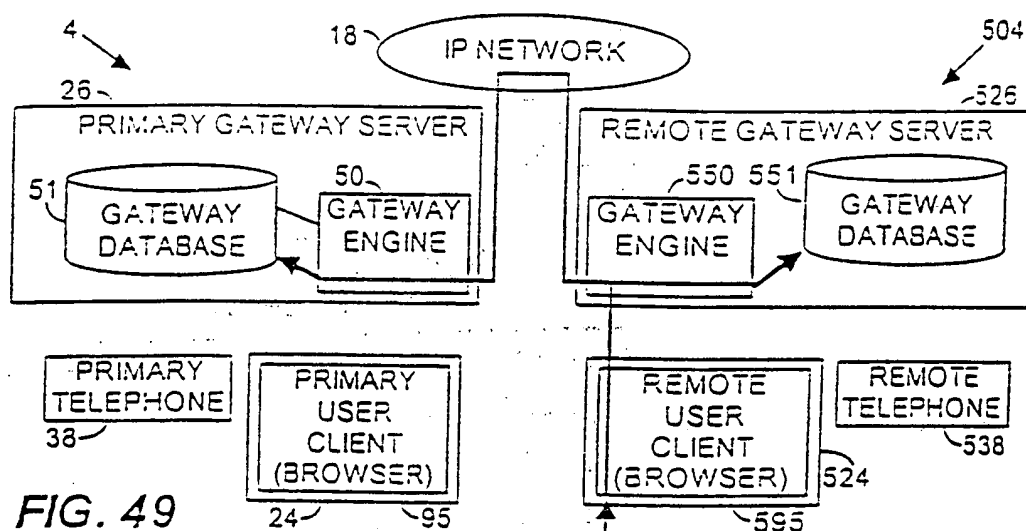 4
18
IP NETWORK
504
26
PRIMARY GATEWAY SERVER
526
REMOTE GATEWAY SERVER
51
GATEWAY
DATABASE
50
GATEWAY
ENGINE
550
GATEWAY
ENGINE
551
GATEWAY
DATABASE
PRIMARY
TELEPHONE
38
PRIMARY
USER
CLIENT
(BROWSER)
24
95
REMOTE
USER
CLIENT
(BROWSER)
524
595
REMOTE
TELEPHONE
538
FIG. 49